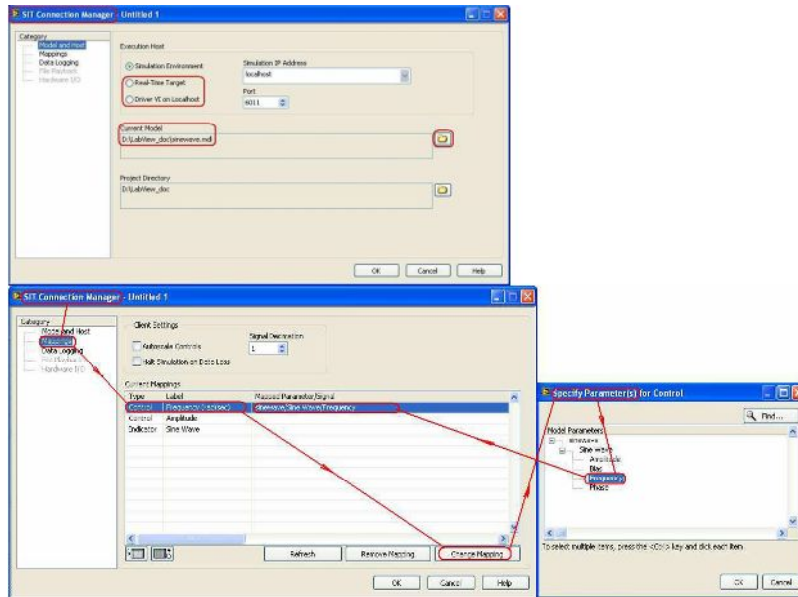 SIT Connection Manager - Untitled 1
Category
Model and Host
Mappings
Data Logging
File Playback
Hardware I/O
Execution Host
Simulation Environment
Real-Time Target
Driver VI on Localhost
Simulation IP Address
localhost
Port
6011
Current Model
D:\LabView_doc\sinewave.mdl
Project Directory
D:\LabView_doc
OK Cancel Help
SIT Connection Manager - Untitled 1
Category
Model and Host
Mappings
Data Logging
File Playback
Hardware I/O
Client Settings
Autoscale Controls
Halt Simulation on Data Loss
Signal Decimation
1
Current Mappings
Type Label Mapped Parameter/Signal
Control Frequency (rad/sec) sinewave/Sine Wave/Frequency
Control Amplitude
Indicator Sine Wave
Refresh Remove Mapping Change Mapping
OK Cancel Help
Specify Parameter(s) for Control
Find...
Model Parameters
sinewave
Sine Wave
Amplitude
Bias
Frequency
Phase
To select multiple items, press the <Ctrl> key and click each item.
OK Cancel